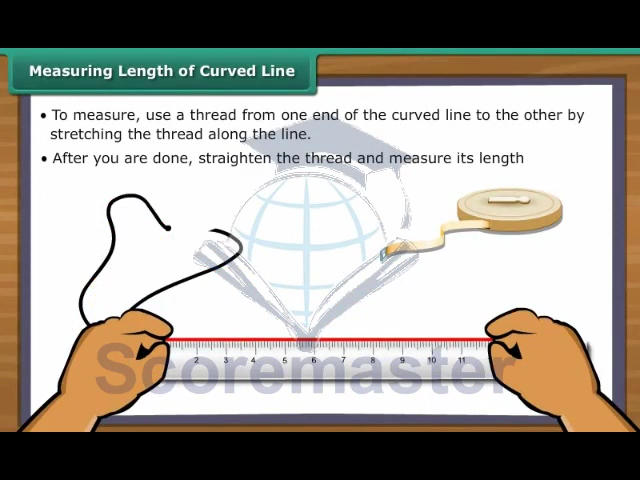 Measuring Length of Curved Line
• To measure, use a thread from one end of the curved line to the other by
stretching the thread along the line.
• After you are done, straighten the thread and measure its length
2 3 4 5 6 7 8 9 10 11
Scoremaster